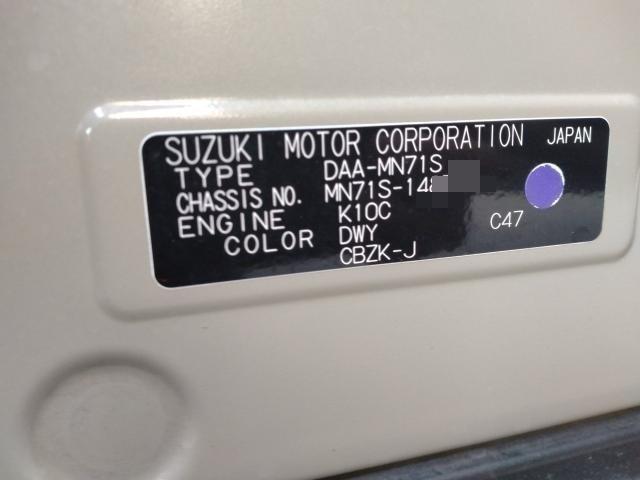 SUZUKI MOTOR CORPORATION JAPAN
TYPE DAA-MN71S
CHASSIS NO. MN71S-14
ENGINE K10C
COLOR DWY C47
CBZK-J